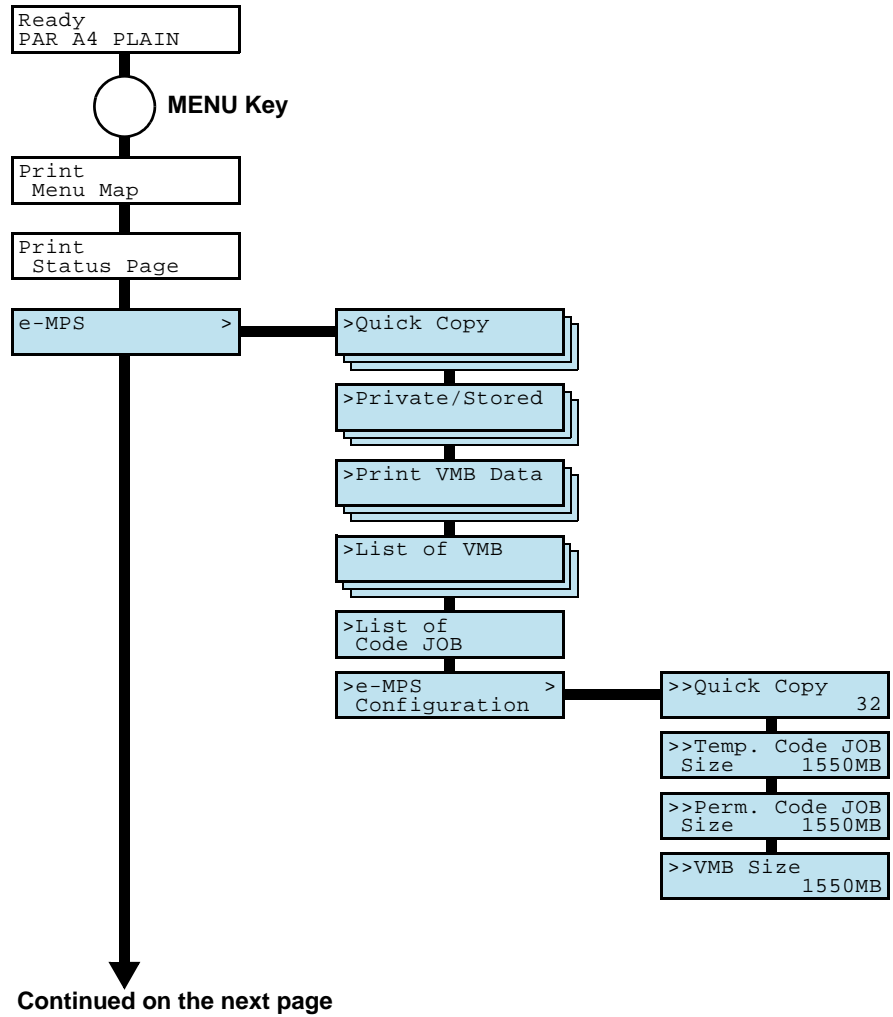 Ready
PAR A4 PLAIN
MENU Key
Print
Menu Map
Print
Status Page
e-MPS >
>Quick Copy
>Private/Stored
>Print VMB Data
>List of VMB
>List of
Code JOB
>e-MPS >
Configuration
>>Quick Copy
32
>>Temp. Code JOB
Size 1550MB
>>Perm. Code JOB
Size 1550MB
>>VMB Size
1550MB
Continued on the next page